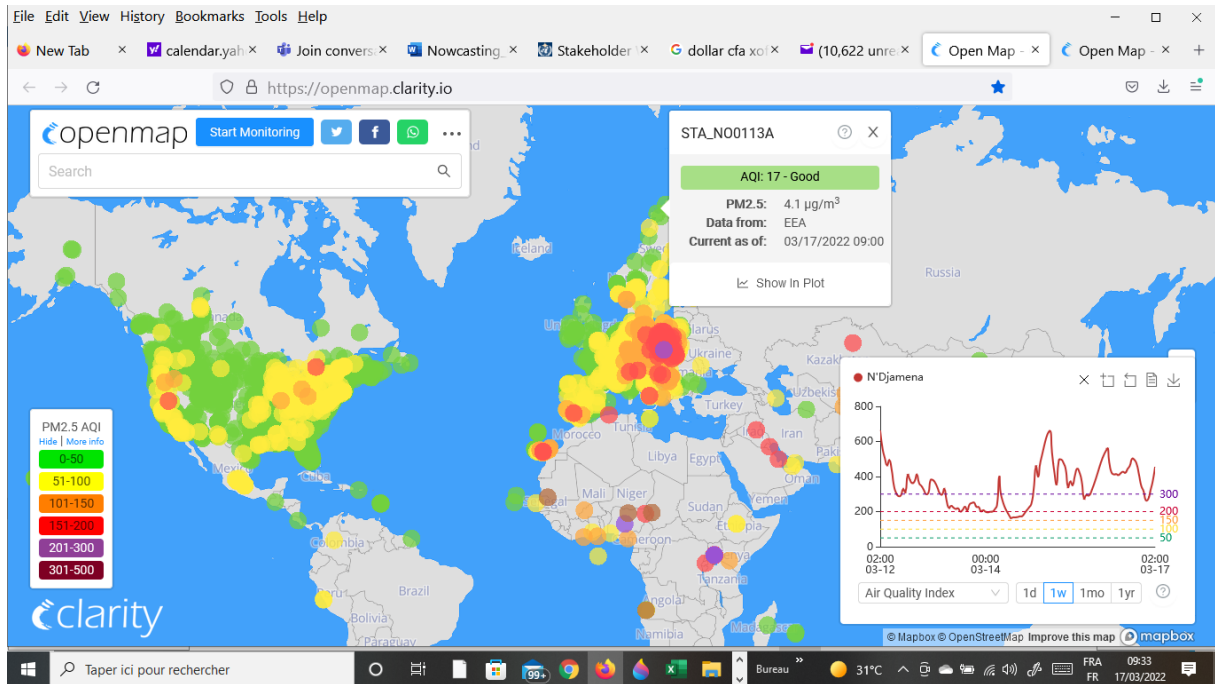 File Edit View History Bookmarks Tools Help
New Tab
calendar.yah
Join convers
Nowcasting_
Stakeholder
dollar cfa xof
(10,622 unre
Open Map -
Open Map -
https://openmap.clarity.io
openmap
Start Monitoring
Search
STA_NO0113A
AQI: 17 - Good
PM2.5: 4.1 µg/m³
Data from: EEA
Current as of: 03/17/2022 09:00
Show In Plot
Iceland
Russia
Ukraine
Turkey
Morocco
Libya
Egypt
Iran
Oman
Yemen
Mali
Niger
Sudan
Ethiopia
Cameroon
Tanzania
Angola
Namibia
Mexico
Cuba
Colombia
Peru
Brazil
Bolivia
Paraguay
PM2.5 AQI
Hide | More info
0-50
51-100
101-150
151-200
201-300
301-500
clarity
N'Djamena
800
600
400
200
0
300
200
150
100
50
02:00
03-12
00:00
03-14
02:00
03-17
Air Quality Index
1d 1w 1mo 1yr
© Mapbox © OpenStreetMap Improve this map mapbox
Taper ici pour rechercher
99+
Bureau
31°C
FRA
FR
09:33
17/03/2022